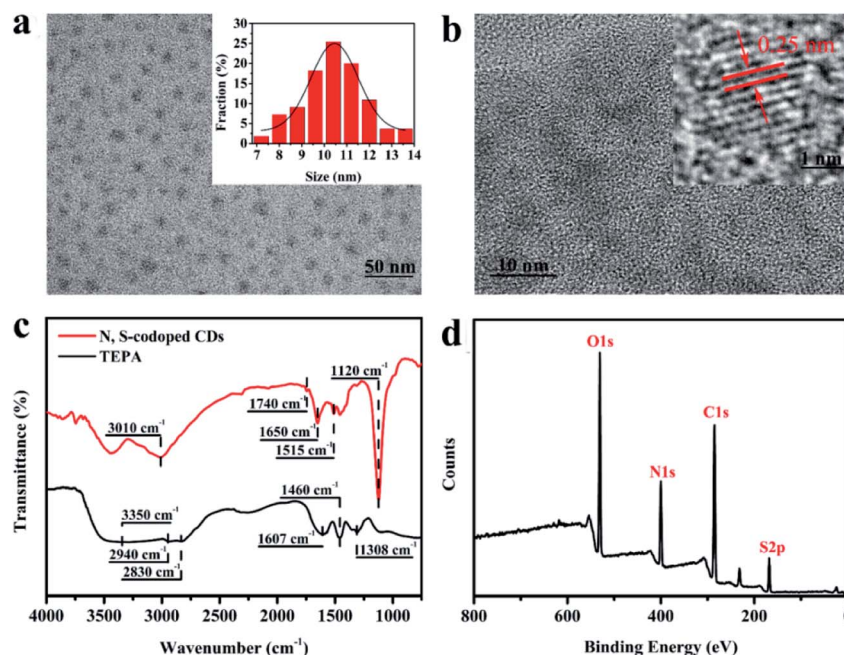 a
Fraction (%)
30
25
20
15
10
5
0
7 8 9 10 11 12 13 14
Size (nm)
50 nm
b
0.25 nm
1 nm
10 nm
c
N, S-codoped CDs
TEPA
1120 cm⁻¹
1740 cm⁻¹
3010 cm⁻¹
1650 cm⁻¹
1515 cm⁻¹
1460 cm⁻¹
3350 cm⁻¹
1607 cm⁻¹
11308 cm⁻¹
2940 cm⁻¹
2830 cm⁻¹
Transmittance (%)
4000 3500 3000 2500 2000 1500 1000
Wavenumber (cm⁻¹)
d
O1s
C1s
N1s
S2p
Counts
800 600 400 200 0
Binding Energy (eV)